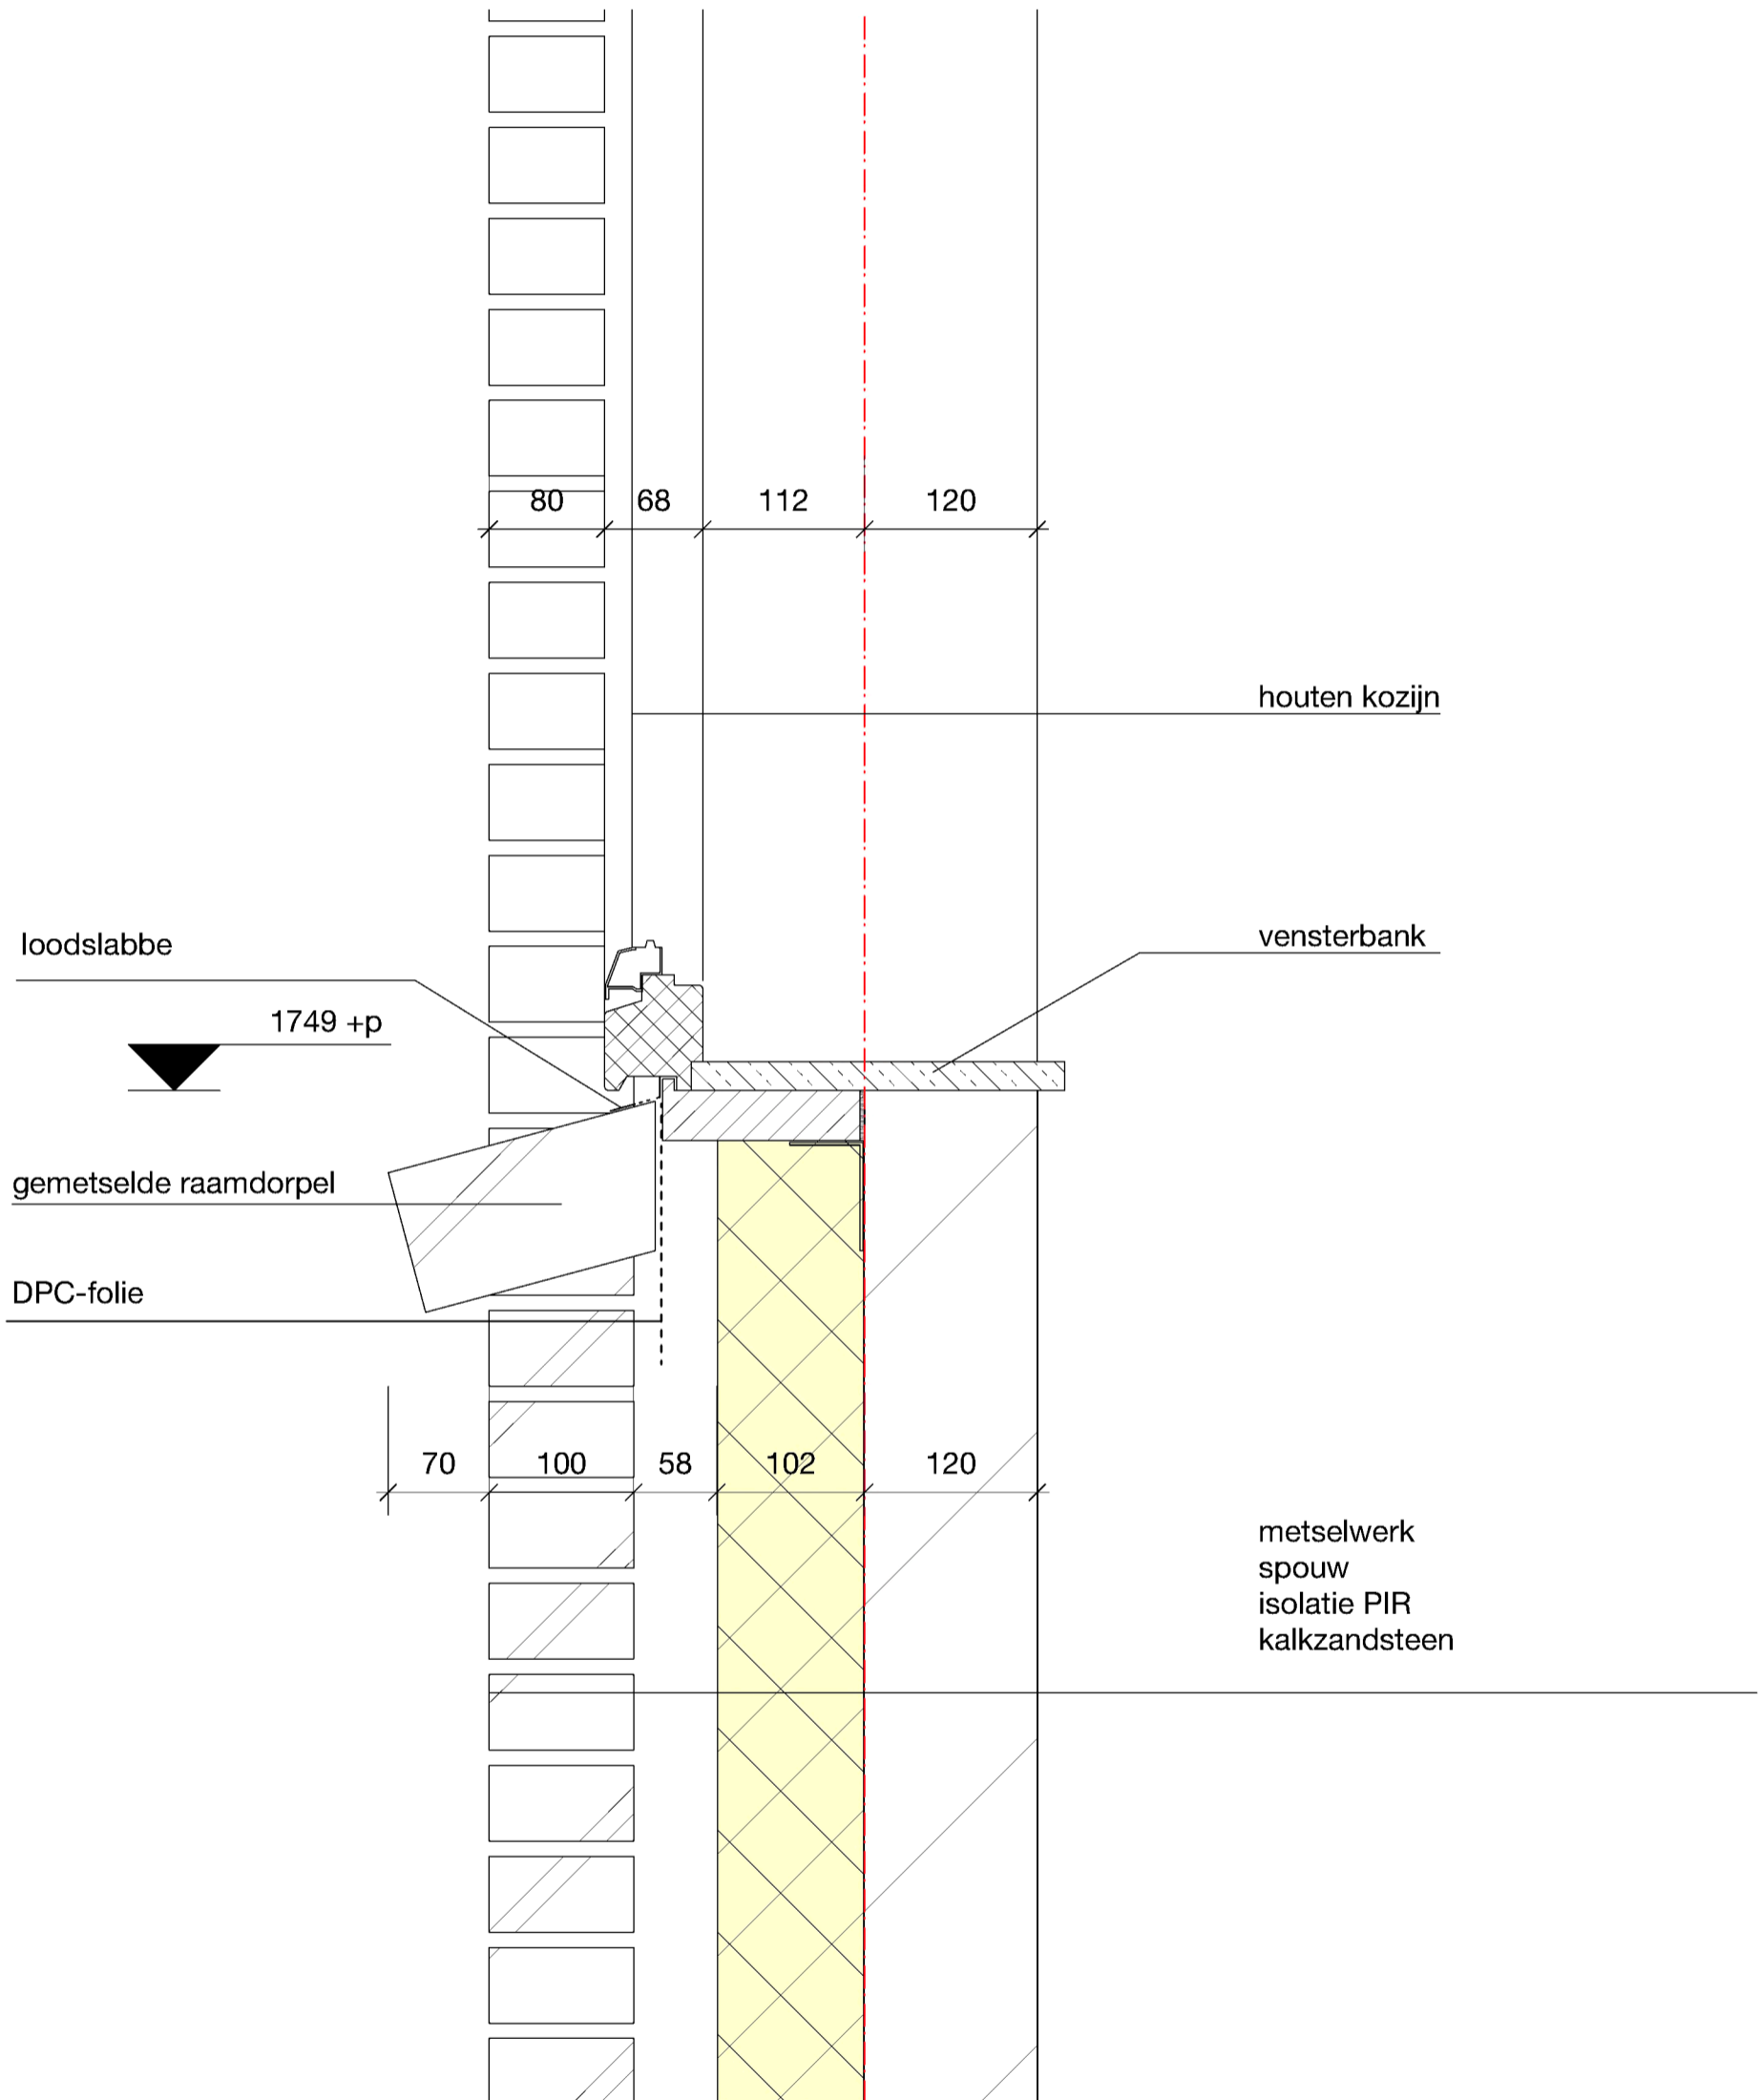 80 68 112 120
houten kozijn
loodslabbe
vensterbank
1749 +p
gemetselde raamdorpel
DPC-folie
70 100 58 102 120
metselwerk
spouw
isolatie PIR
kalkzandsteen